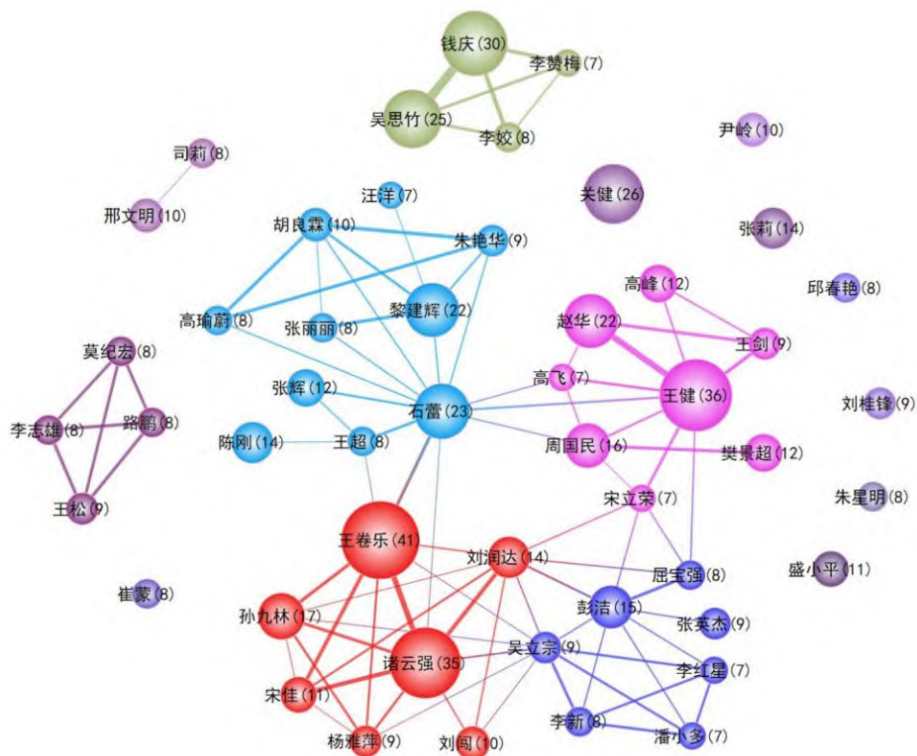 钱庆(30)
李赞梅(7)
吴思竹(25)
李姣(8)
尹岭(10)
司莉(8)
关健(26)
汪洋(7)
邢文明(10)
胡良霖(10)
张莉(14)
朱艳华(9)
高峰(12)
邱春艳(8)
黎建辉(22)
赵华(22)
高瑜蔚(8)
张丽丽(8)
王剑(9)
莫纪宏(8)
高飞(7)
张辉(12)
王健(36)
刘桂锋(9)
石蕾(23)
路鹏(8)
李志雄(8)
陈刚(14)
王超(8)
周国民(16)
樊景超(12)
宋立荣(7)
朱星明(8)
王松(9)
王卷乐(41)
刘润达(14)
盛小平(11)
屈宝强(8)
崔蒙(8)
彭洁(15)
孙九林(17)
张英杰(9)
吴立宗(9)
诸云强(35)
李红星(7)
宋佳(11)
李新(8)
潘小多(7)
杨雅萍(9)
刘闯(10)